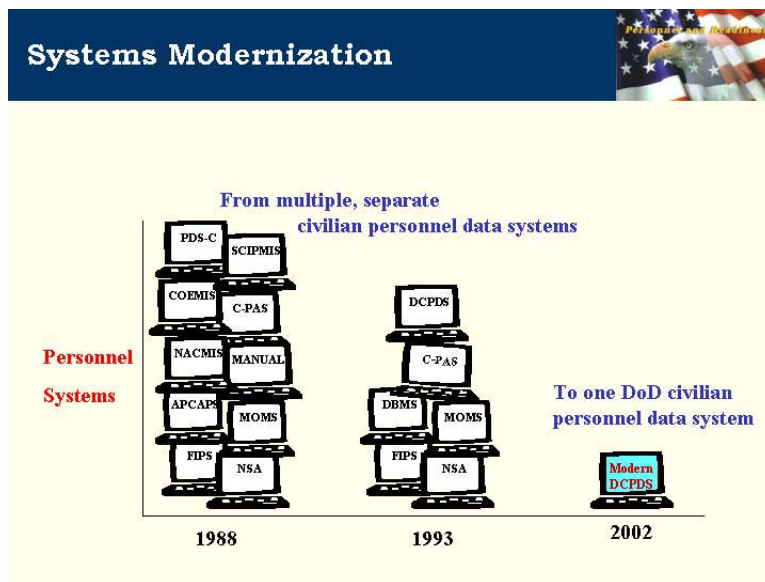 Systems Modernization
Personnel and Readiness
From multiple, separate
civilian personnel data systems
PDS-C
SCIPMIS
COEMIS
C-PAS
NACMIS
MANUAL
APCAPS
MOMS
FIPS
NSA
DCPDS
C-PAS
DBMS
MOMS
FIPS
NSA
Personnel
Systems
To one DoD civilian
personnel data system
Modern
DCPDS
1988
1993
2002